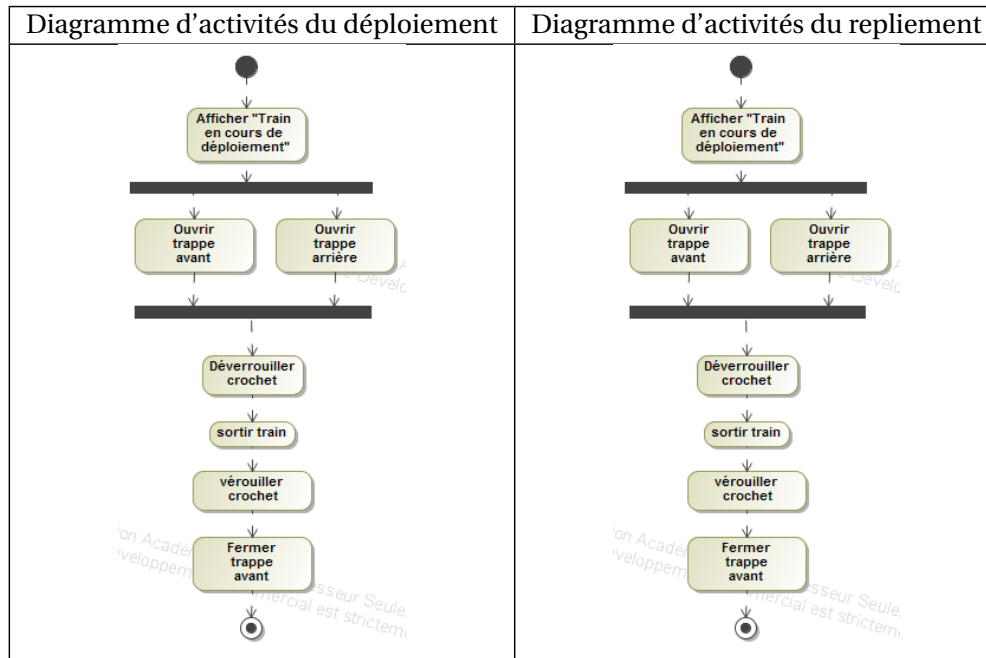 Diagramme d'activités du déploiement
Diagramme d'activités du repliement
Afficher "Train
en cours de
déploiement"
Ouvrir
trappe
avant
Ouvrir
trappe
arrière
Déverrouiller
crochet
sortir train
vérouiller
crochet
Fermer
trappe
avant
Afficher "Train
en cours de
déploiement"
Ouvrir
trappe
avant
Ouvrir
trappe
arrière
Déverrouiller
crochet
sortir train
vérouiller
crochet
Fermer
trappe
avant